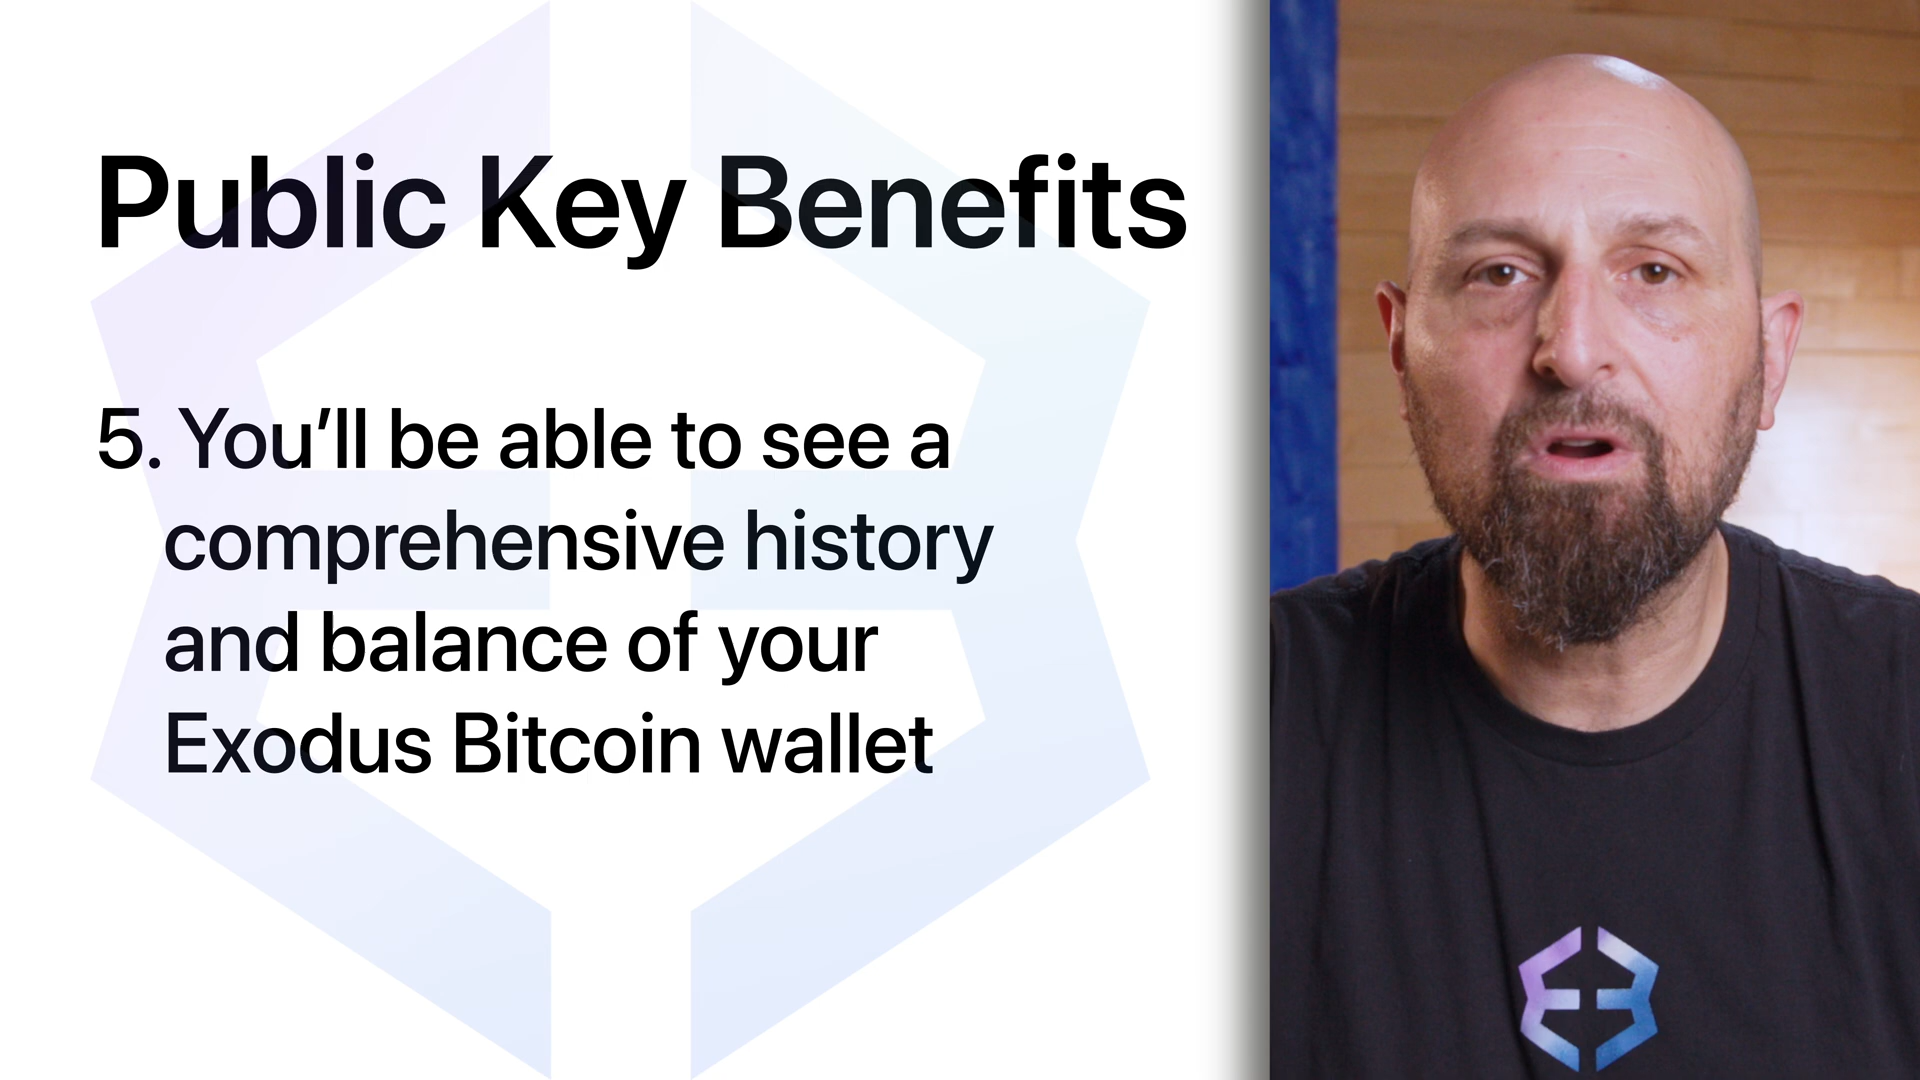 Public Key Benefits
5. You’ll be able to see a
comprehensive history
and balance of your
Exodus Bitcoin wallet